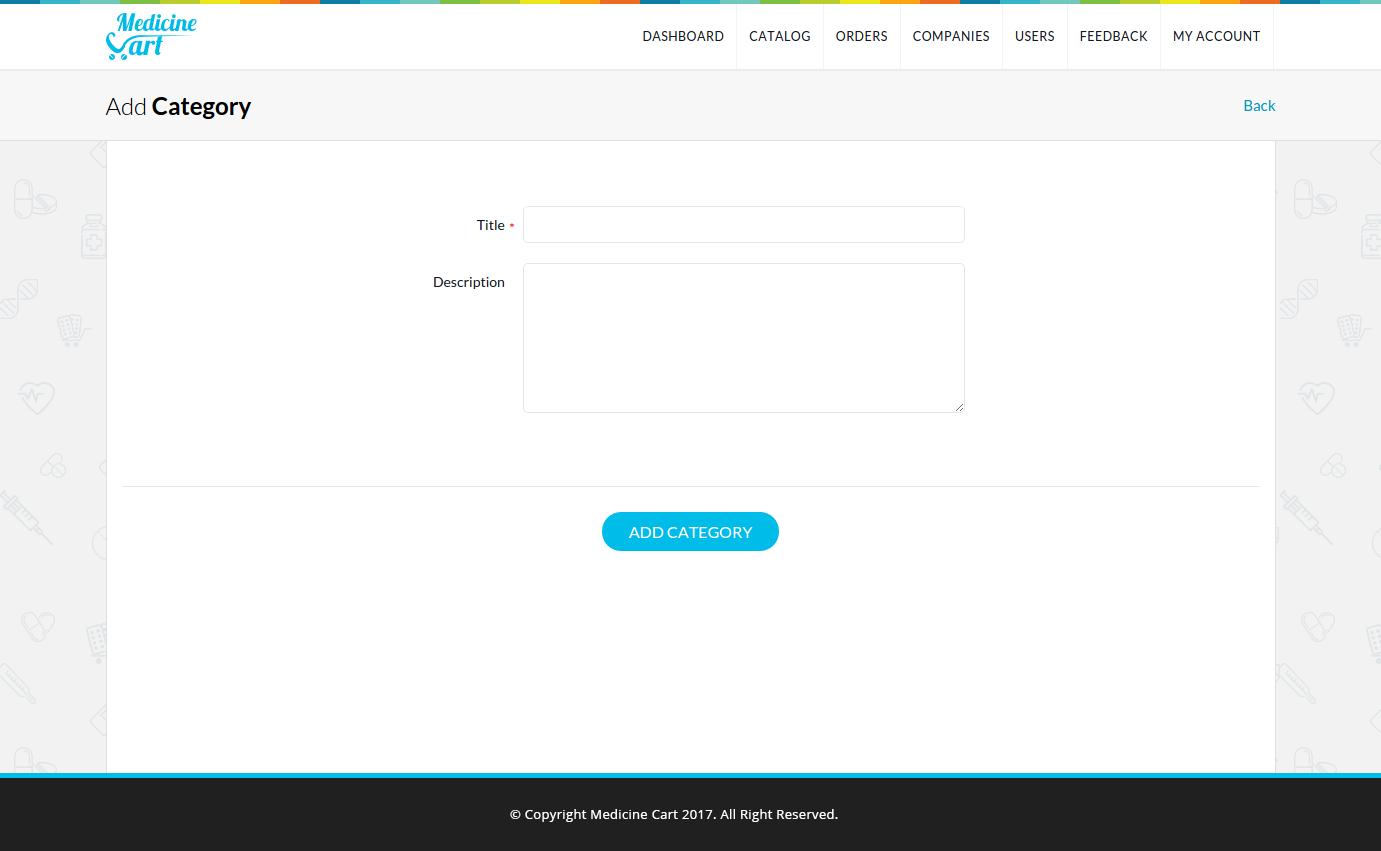 Medicine
Cart
DASHBOARD CATALOG ORDERS COMPANIES USERS FEEDBACK MY ACCOUNT
Add Category
Back
Title *
Description
ADD CATEGORY
© Copyright Medicine Cart 2017. All Right Reserved.